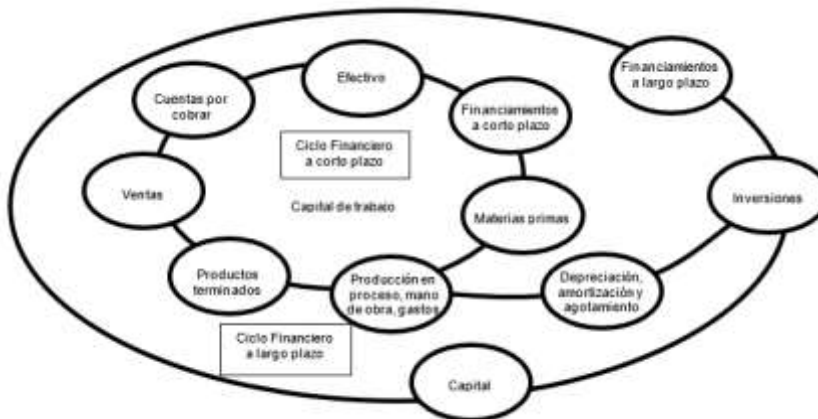 Efectivo
Financiamientos
a largo plazo
Cuentas por
cobrar
Financiamientos
a corto plazo
Ciclo Financiero
a corto plazo
Ventas
Capital de trabajo
Materias primas
Inversiones
Productos
terminados
Producción en
proceso, mano
de obra, gastos
Depreciación,
amortización y
agotamiento
Ciclo Financiero
a largo plazo
Capital